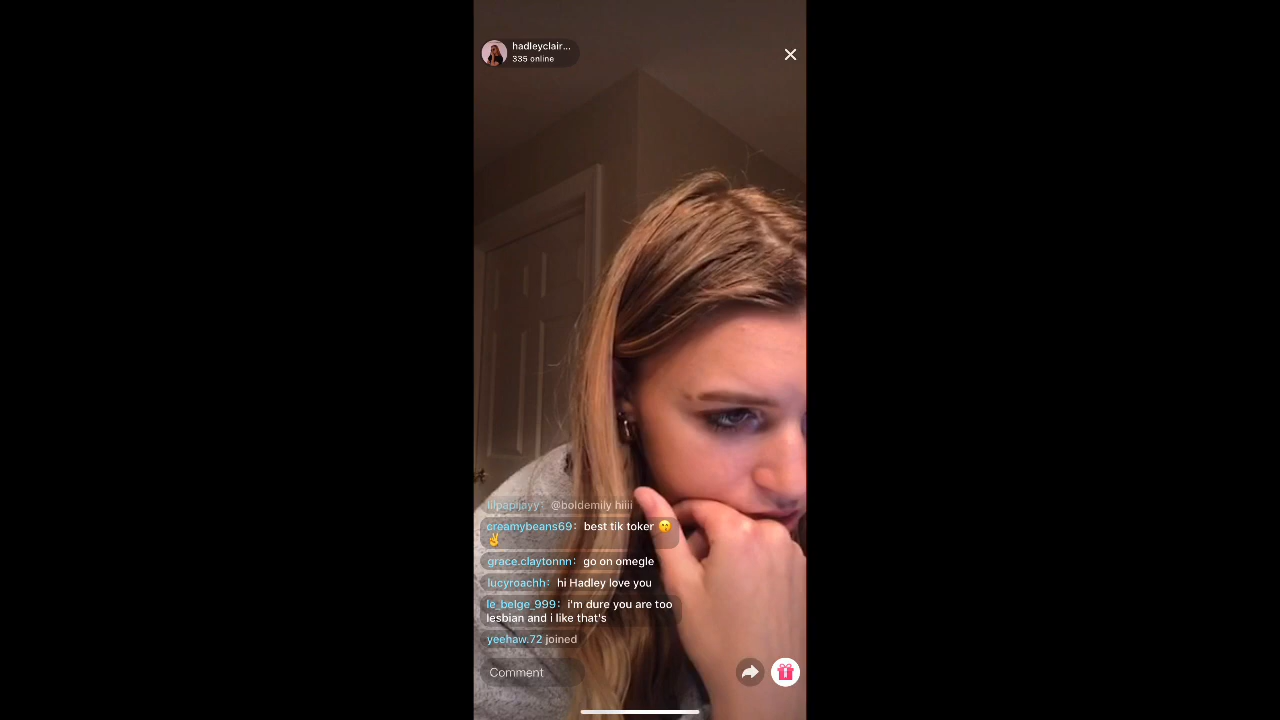 hadleyclair...
335 online
lilpapijayy: @boldemily hiiii
creamybeans69: best tik toker 🤫
✌️
grace.claytonnn: go on omegle
lucyroachh: hi Hadley love you
le_belge_999: i'm dure you are too
lesbian and i like that's
yeehaw.72 joined
Comment